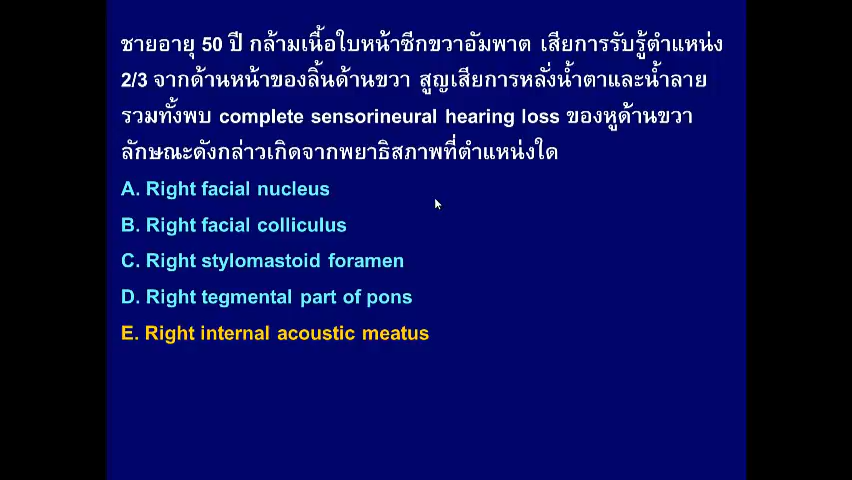 ชายอายุ 50 ปี กล้ามเนื้อใบหน้าซีกขวาอัมพาต เสียการรับรู้ตำแหน่ง
2/3 จากด้านหน้าของลิ้นด้านขวา สูญเสียการหลั่งน้ำตาและน้ำลาย
รวมทั้งพบ complete sensorineural hearing loss ของหูด้านขวา
ลักษณะดังกล่าวเกิดจากพยาธิสภาพที่ตำแหน่งใด
A. Right facial nucleus
B. Right facial colliculus
C. Right stylomastoid foramen
D. Right tegmental part of pons
E. Right internal acoustic meatus